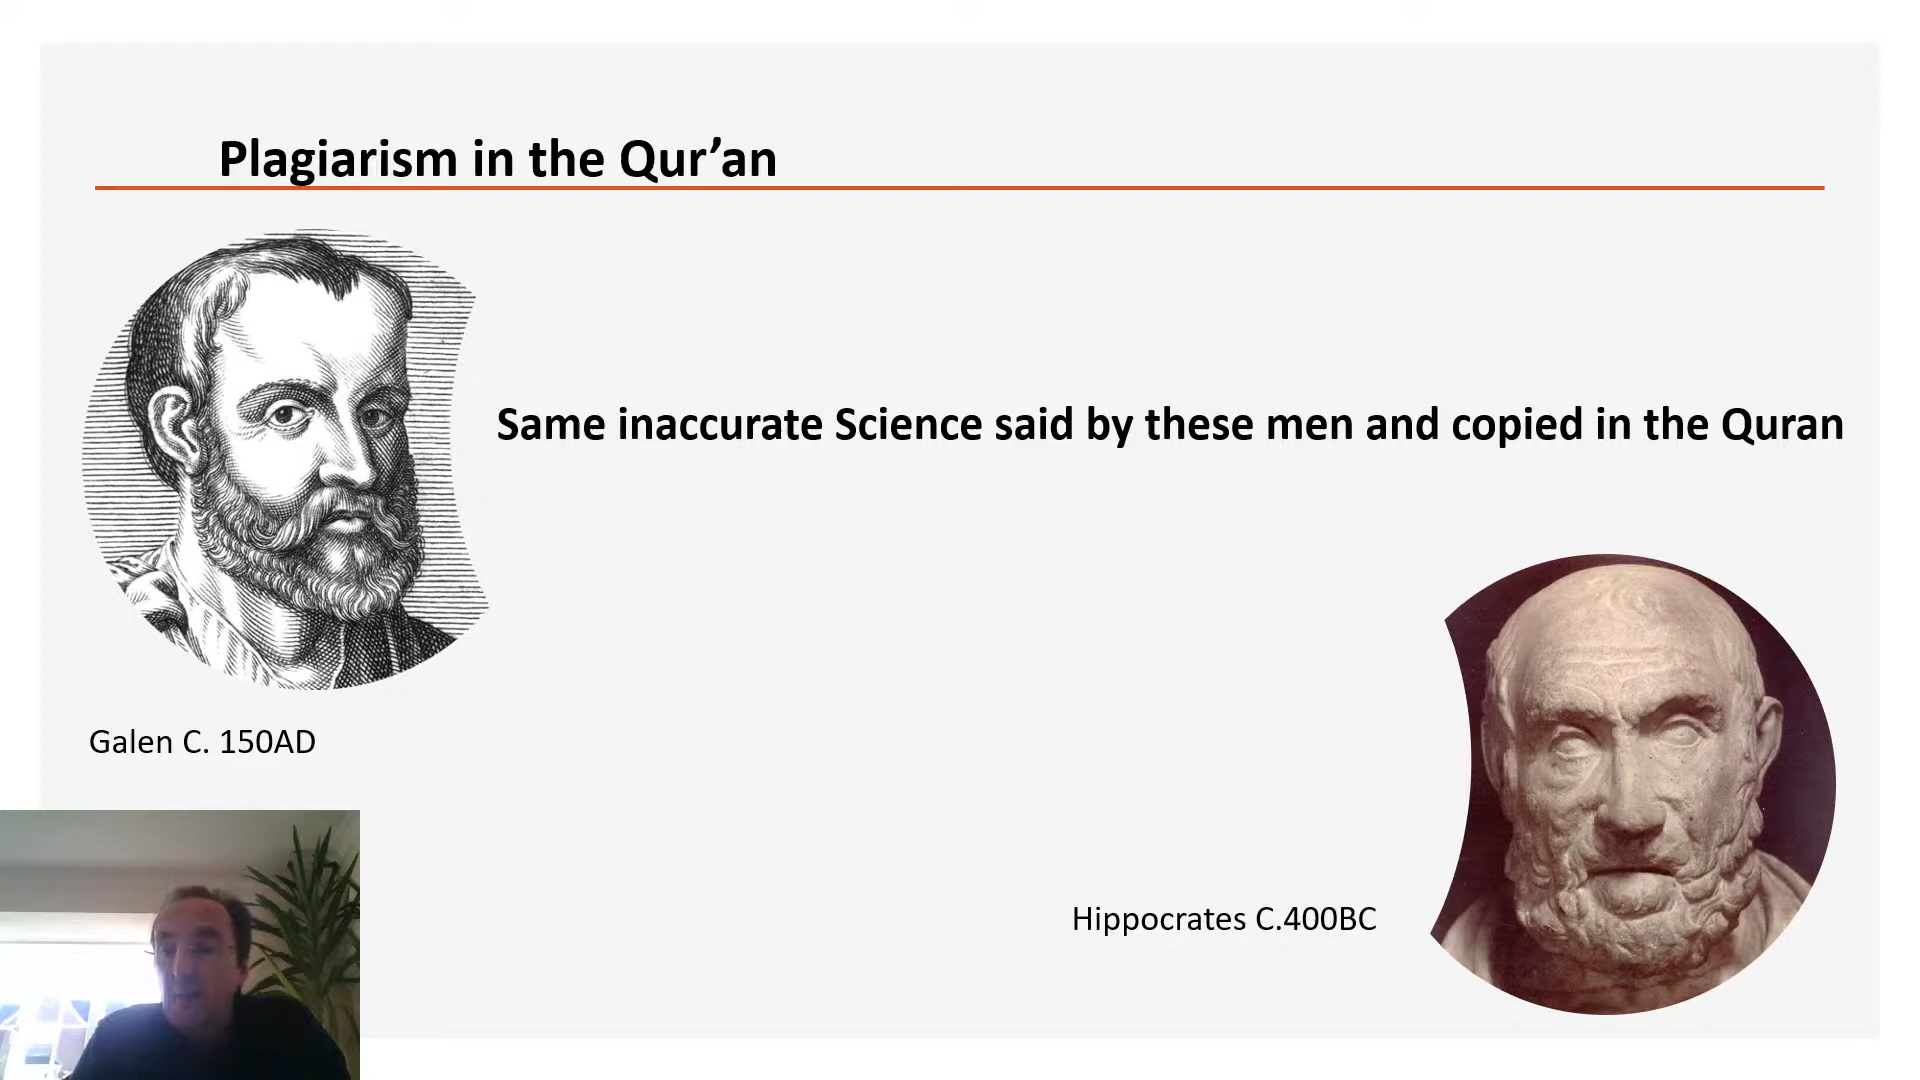 Plagiarism in the Qur’an
Same inaccurate Science said by these men and copied in the Quran
Galen C. 150AD
Hippocrates C.400BC